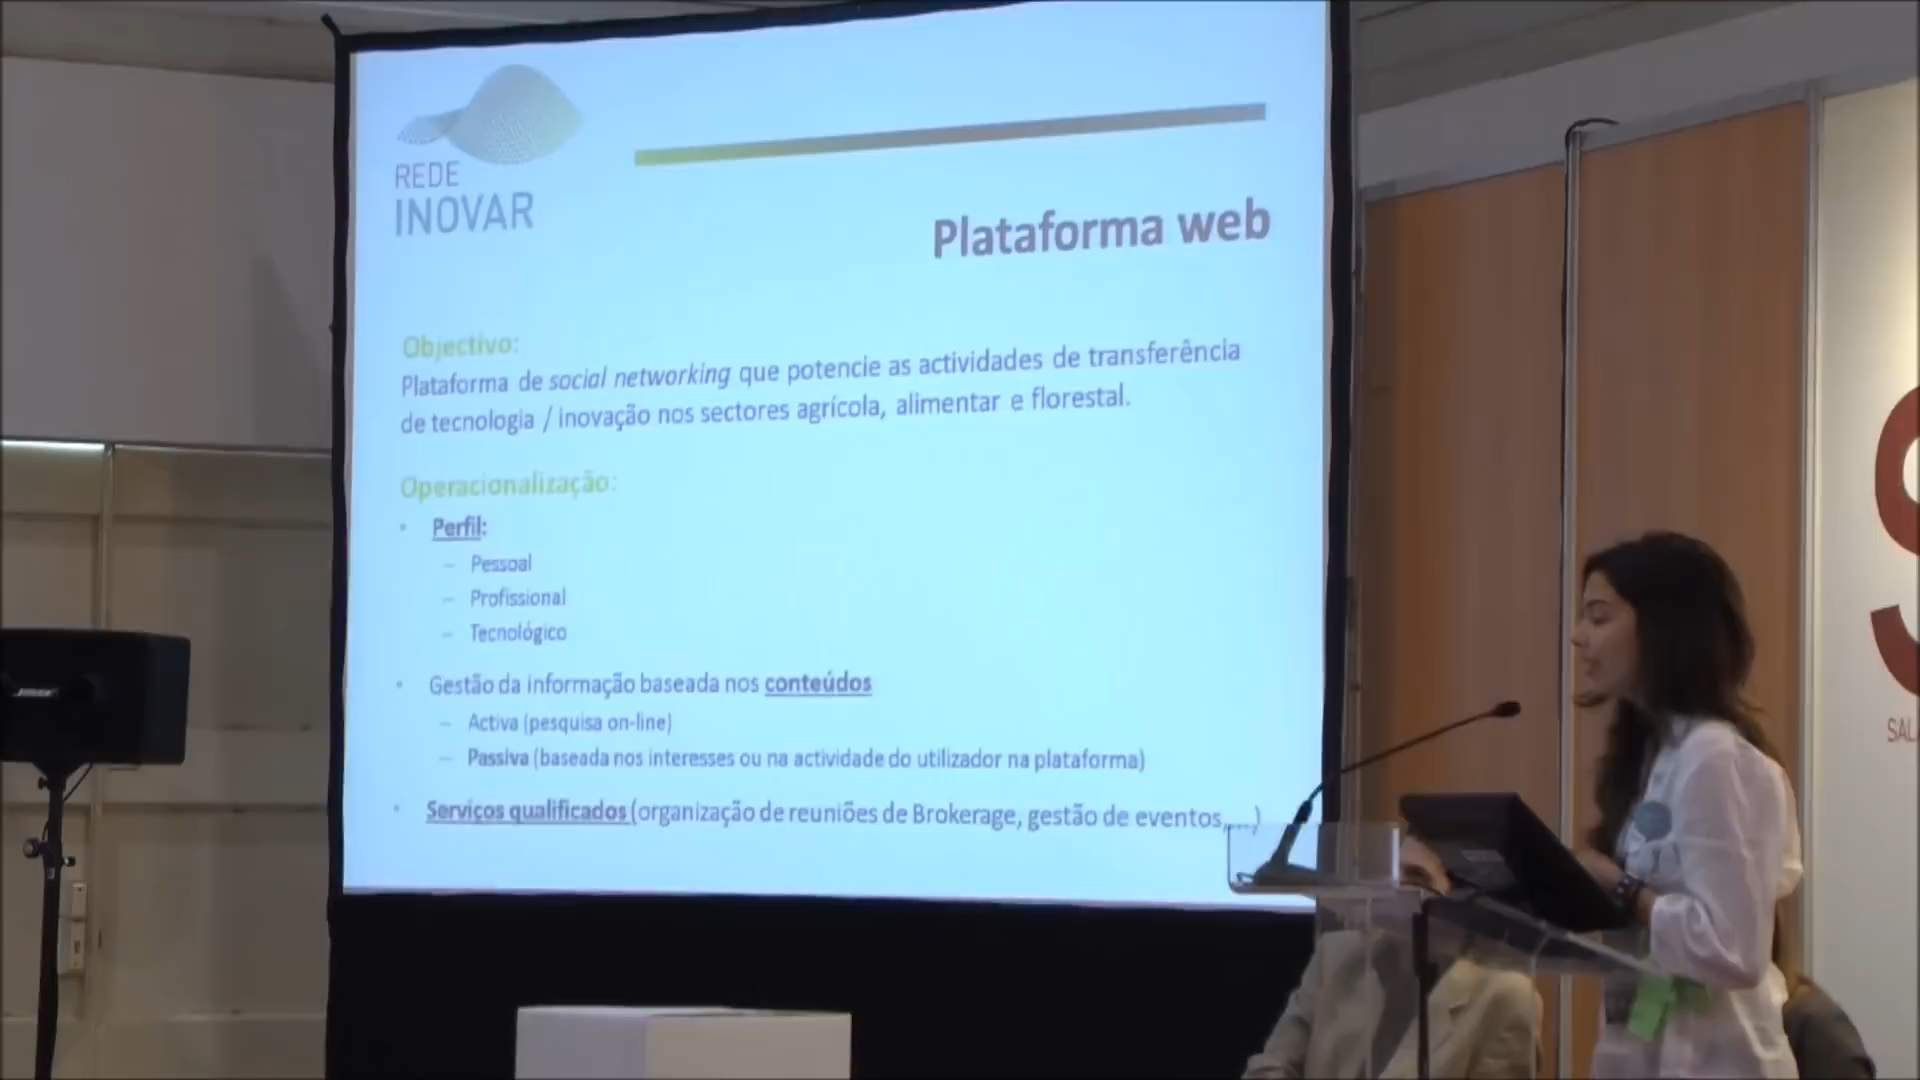 REDE
INOVAR
Plataforma web
Objectivo:
Plataforma de social networking que potencie as actividades de transferência
de tecnologia / inovação nos sectores agrícola, alimentar e florestal.
Operacionalização:
• Perfil:
– Pessoal
– Profissional
– Tecnológico
• Gestão da informação baseada nos conteúdos
– Activa (pesquisa on-line)
– Passiva (baseada nos interesses ou na actividade do utilizador na plataforma)
• Serviços qualificados (organização de reuniões de Brokerage, gestão de eventos,...)
S
SAL